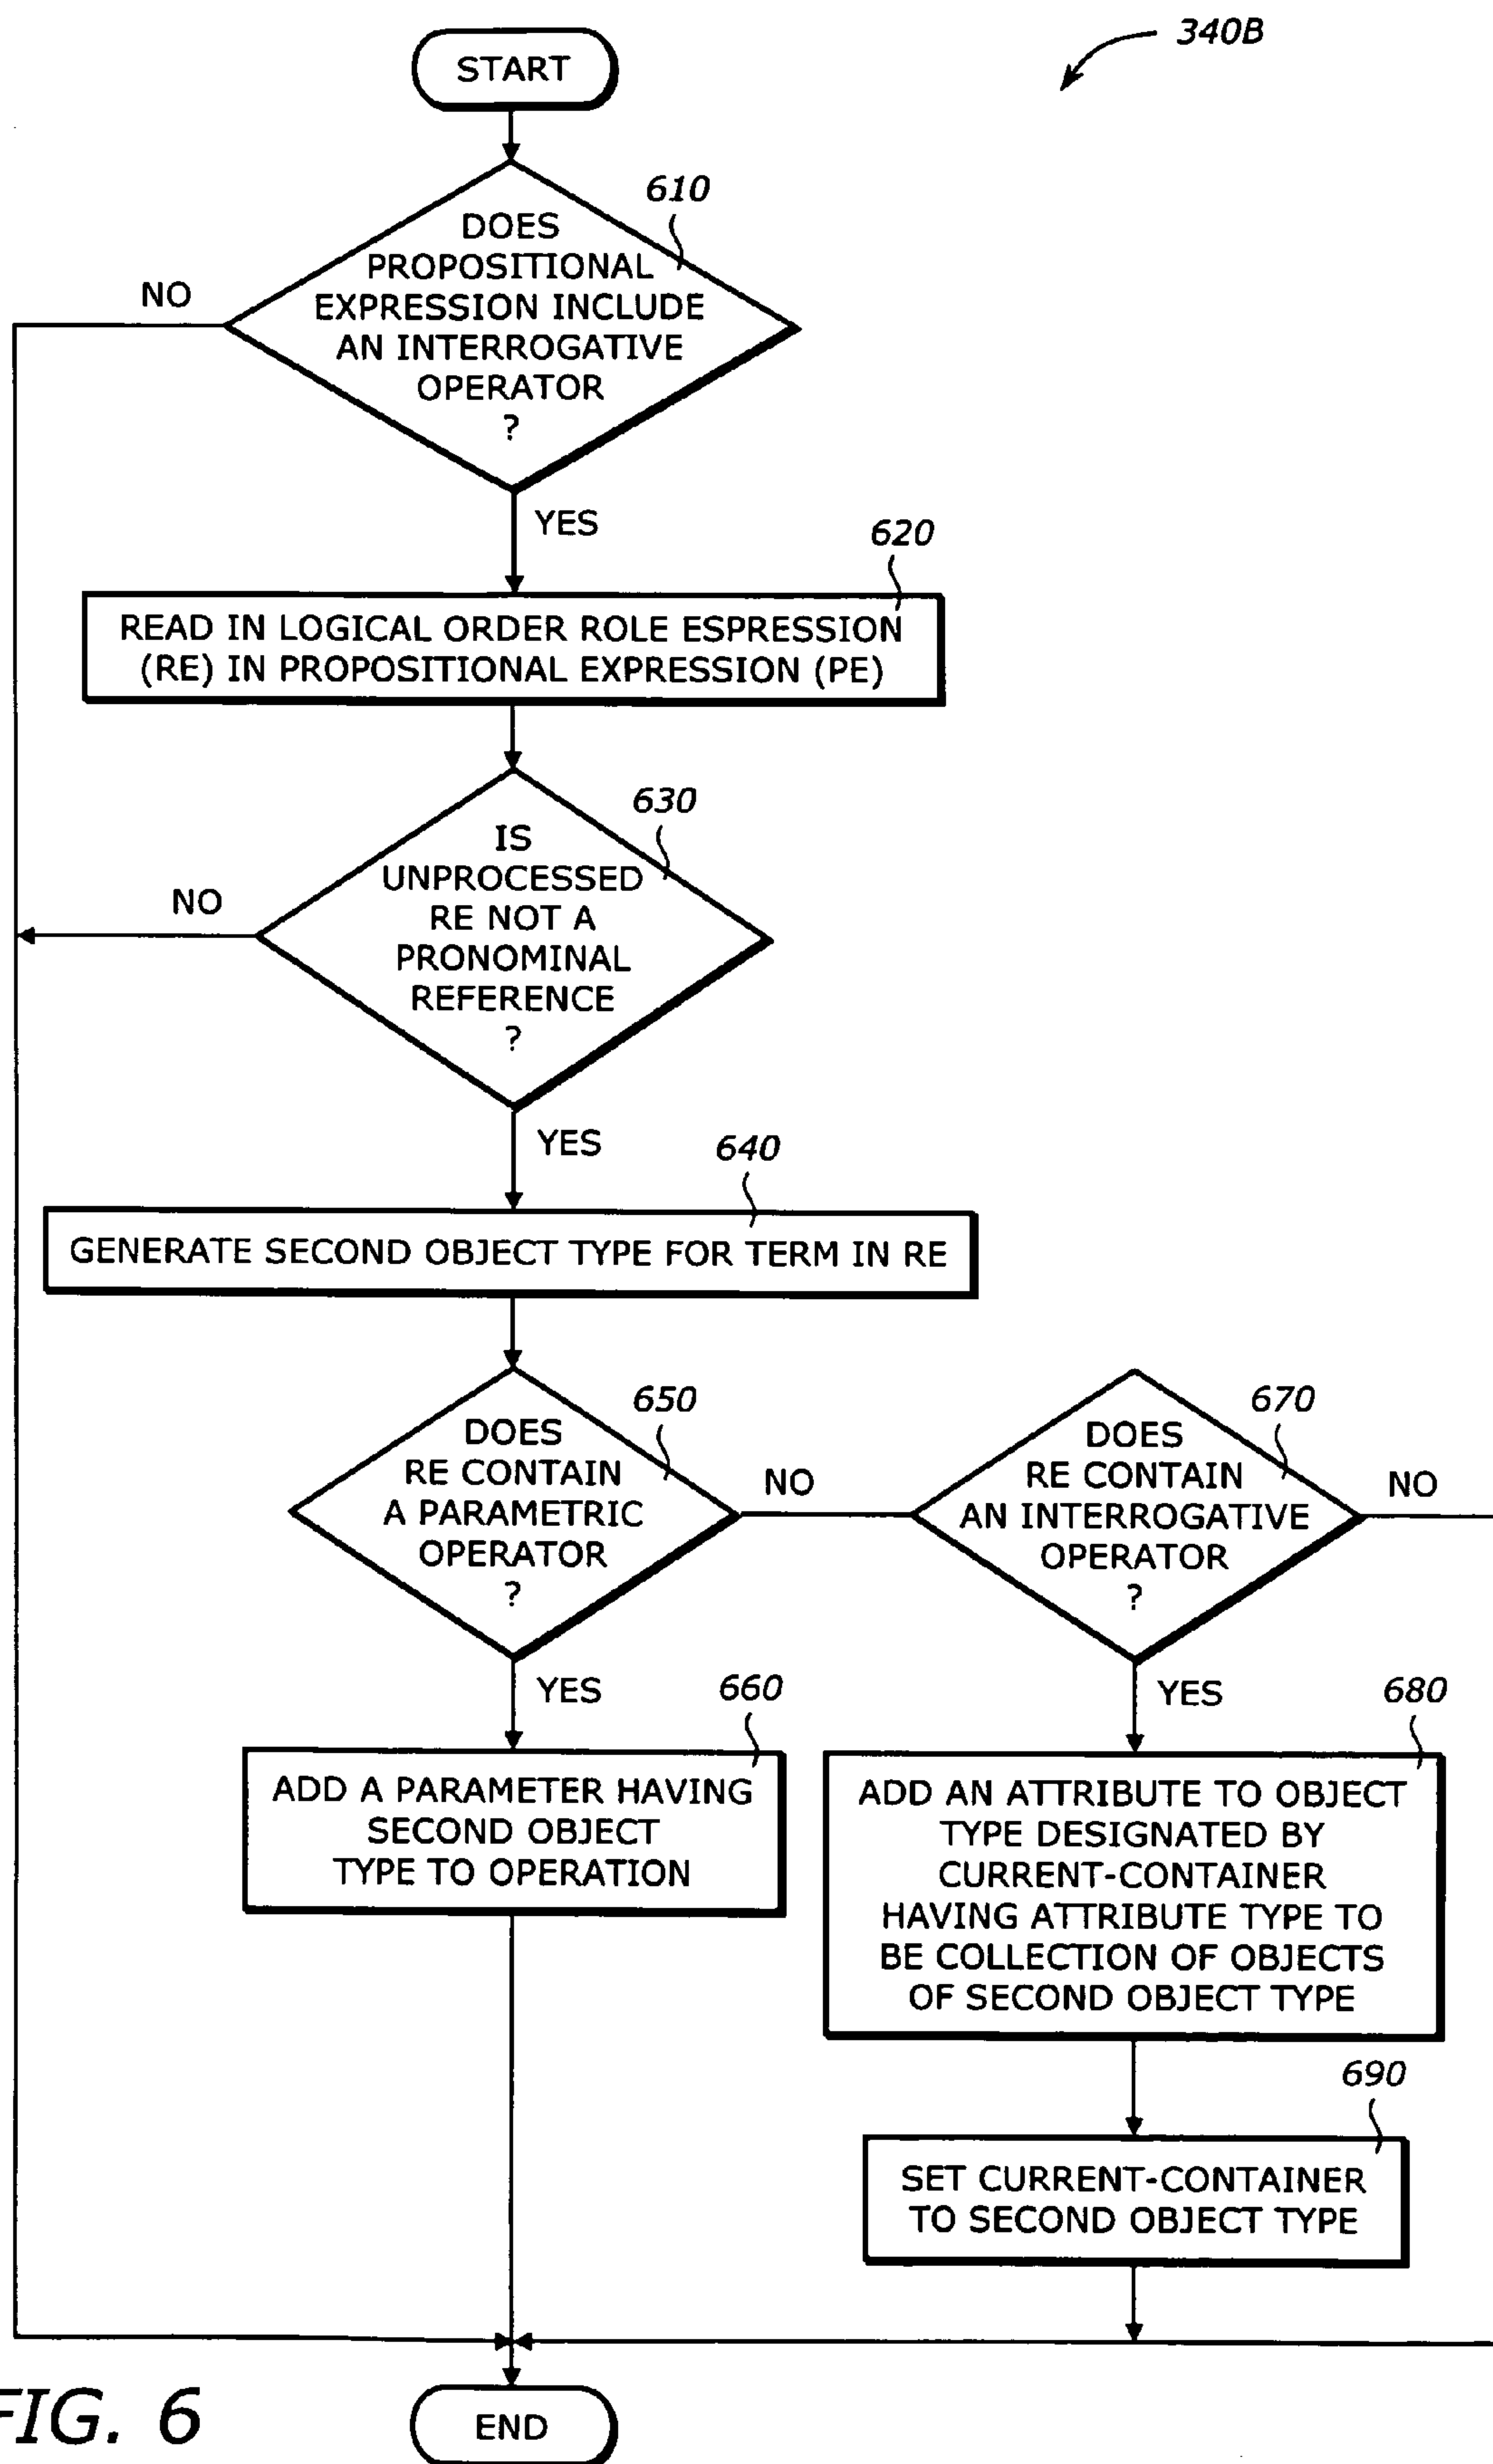 340B
START
610
DOES
PROPOSITIONAL
EXPRESSION INCLUDE
AN INTERROGATIVE
OPERATOR
?
NO
YES
620
READ IN LOGICAL ORDER ROLE ESPRESSION
(RE) IN PROPOSITIONAL EXPRESSION (PE)
630
IS
UNPROCESSED
RE NOT A
PRONOMINAL
REFERENCE
?
NO
YES
640
GENERATE SECOND OBJECT TYPE FOR TERM IN RE
650
DOES
RE CONTAIN
A PARAMETRIC
OPERATOR
?
NO
670
DOES
RE CONTAIN
AN INTERROGATIVE
OPERATOR
?
NO
YES
660
ADD A PARAMETER HAVING
SECOND OBJECT
TYPE TO OPERATION
YES
680
ADD AN ATTRIBUTE TO OBJECT
TYPE DESIGNATED BY
CURRENT-CONTAINER
HAVING ATTRIBUTE TYPE TO
BE COLLECTION OF OBJECTS
OF SECOND OBJECT TYPE
690
SET CURRENT-CONTAINER
TO SECOND OBJECT TYPE
END
FIG. 6